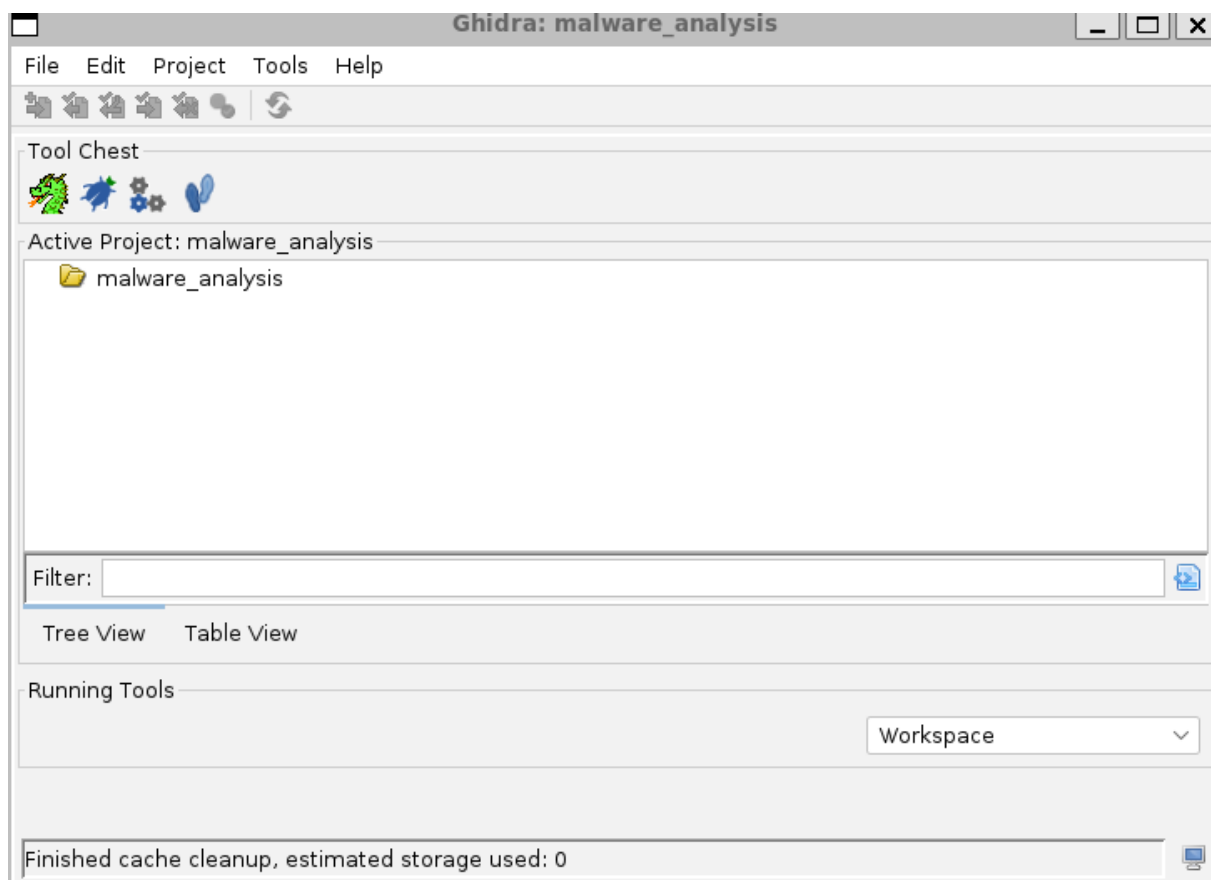 Ghidra: malware_analysis
File Edit Project Tools Help
Tool Chest
Active Project: malware_analysis
malware_analysis
Filter:
Tree View Table View
Running Tools
Workspace
Finished cache cleanup, estimated storage used: 0